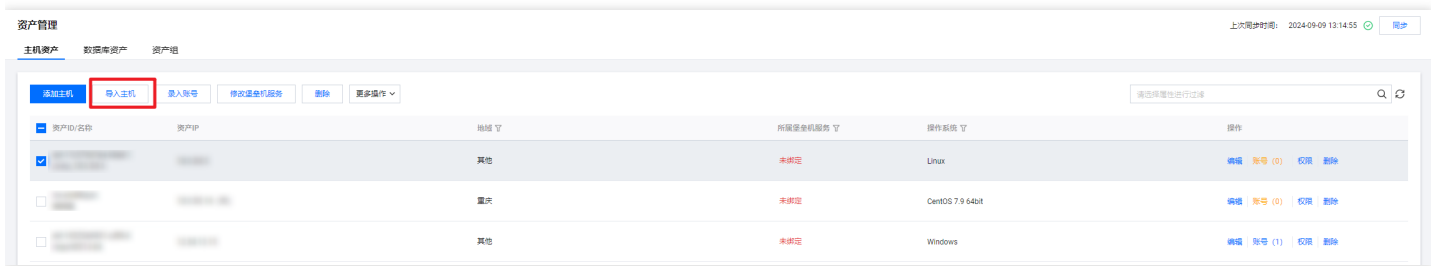 资产管理
上次同步时间: 2024-09-09 13:14:55 同步
主机资产 数据库资产 资产组
添加主机 导入主机 录入账号 修改堡垒机服务 删除 更多操作 请选择属性进行过滤
资产ID/名称 资产IP 地域 所属堡垒机服务 操作系统 操作
其他 未绑定 Linux 编辑 账号 (0) 权限 删除
重庆 未绑定 CentOS 7.9 64bit 编辑 账号 (0) 权限 删除
其他 未绑定 Windows 编辑 账号 (1) 权限 删除